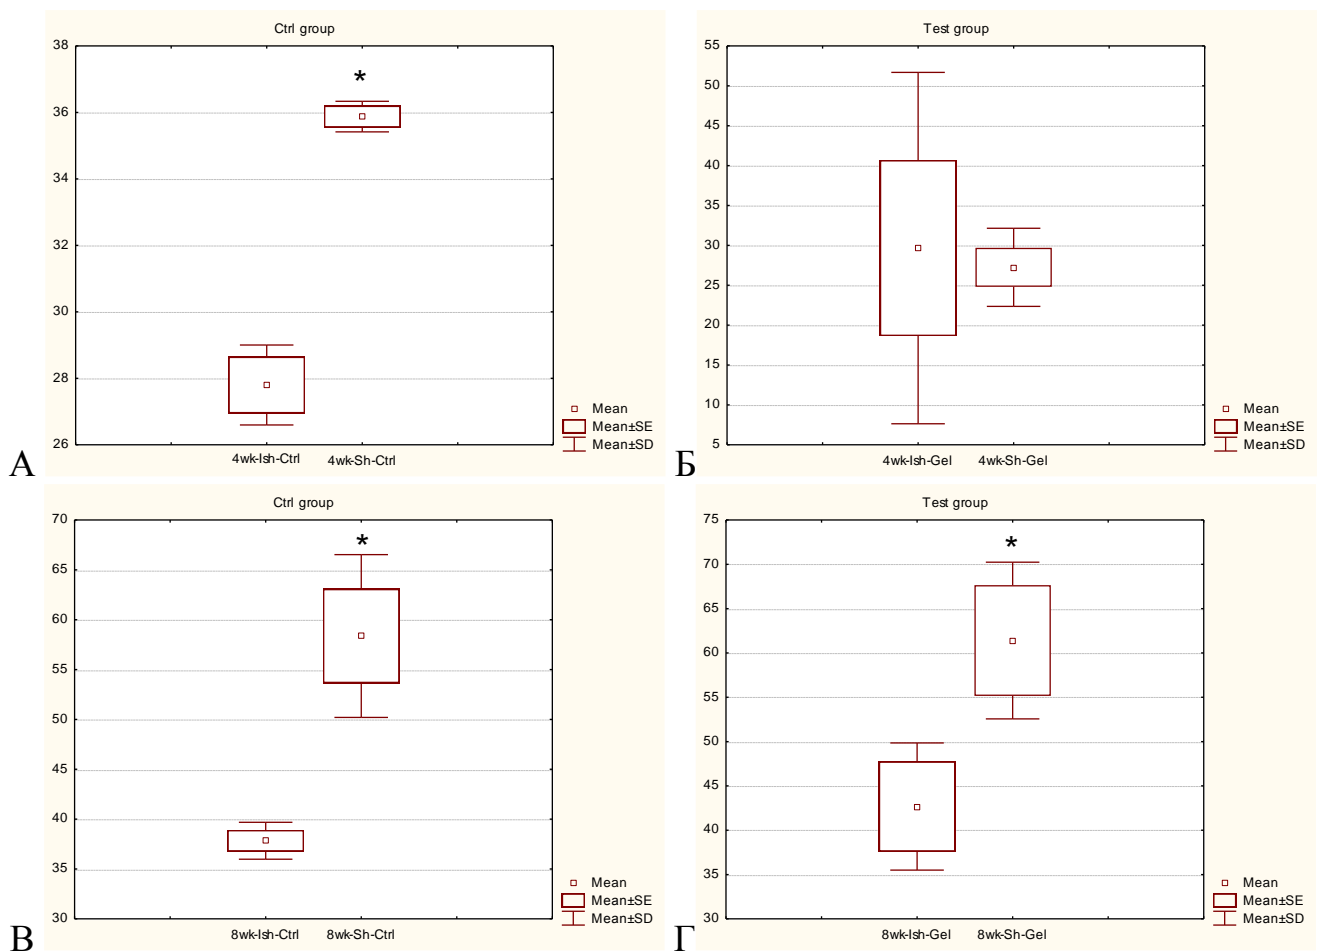 Ctrl group
38
36
34
32
30
28
26
*
4wk-Ish-Ctrl 4wk-Sh-Ctrl
Mean
Mean±SE
Mean±SD
А
Test group
55
50
45
40
35
30
25
20
15
10
5
4wk-Ish-Gel 4wk-Sh-Gel
Mean
Mean±SE
Mean±SD
Б
Ctrl group
70
65
60
55
50
45
40
35
30
*
8wk-Ish-Ctrl 8wk-Sh-Ctrl
Mean
Mean±SE
Mean±SD
В
Test group
75
70
65
60
55
50
45
40
35
30
*
8wk-Ish-Gel 8wk-Sh-Gel
Mean
Mean±SE
Mean±SD
Г